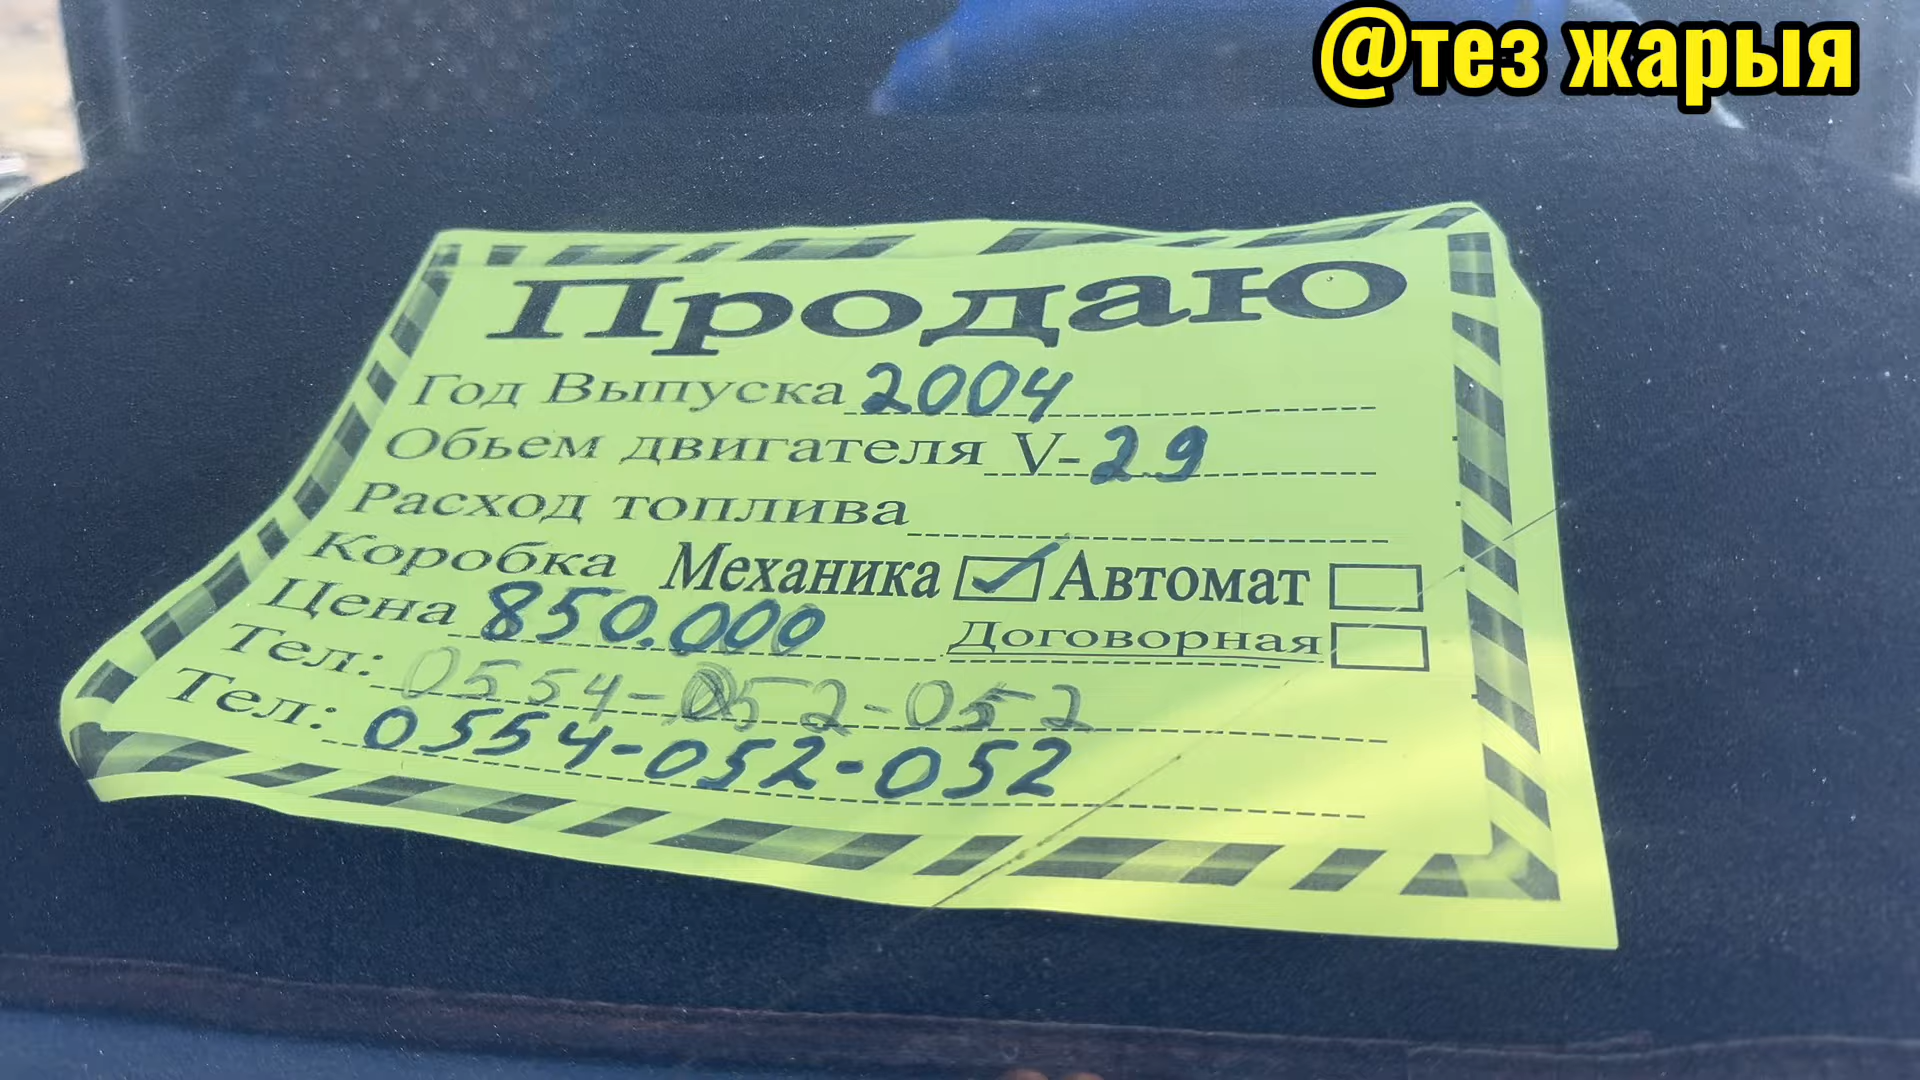 @тез жарыя
Продаю
Год Выпуска 2004
Обьем двигателя V-2.9
Расход топлива
Коробка Механика ✓ Автомат
Цена 850.000 Договорная
Тел: 0554-052-052
Тел: 0554-052-052